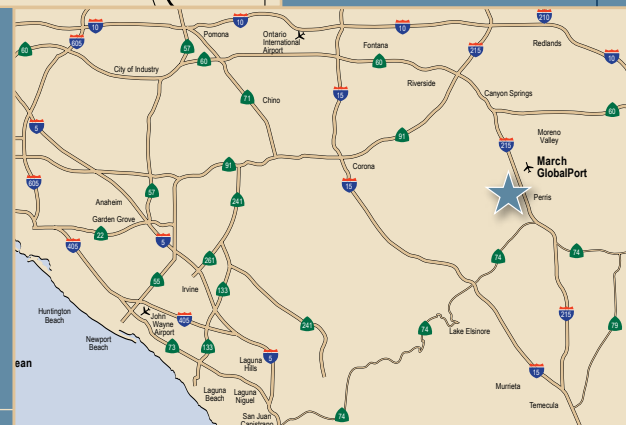 10
10
10
210
Pomona
Ontario
International
Airport
605
57
60
60
Fontana
60
215
Redlands
10
City of Industry
Riverside
71
Chino
15
Canyon Springs
60
5
91
Moreno
Valley
215
91
Corona
March
GlobalPort
605
57
241
15
Perris
Anaheim
Garden Grove
22
405
5
74
74
261
55
Irvine
133
Huntington
Beach
John
Wayne
Airport
405
241
74
Lake Elsinore
215
79
Newport
Beach
73
133
Laguna
Hills
5
ean
15
Laguna
Beach
Laguna
Niguel
Murrieta
Temecula
San Juan
Capistrano
74